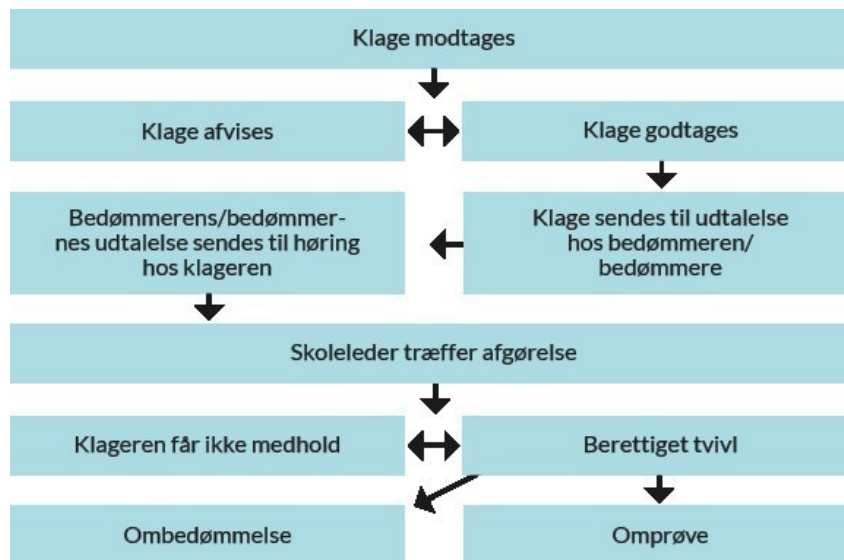 Klage modtages
Klage afvises
Klage godtages
Bedømmerens/bedømmer-
nes udtalelse sendes til høring
hos klageren
Klage sendes til udtalelse
hos bedømmeren/
bedømmere
Skoleleder træffer afgørelse
Klageren får ikke medhold
Berettiget tvivl
Ombedømmelse
Omprøve